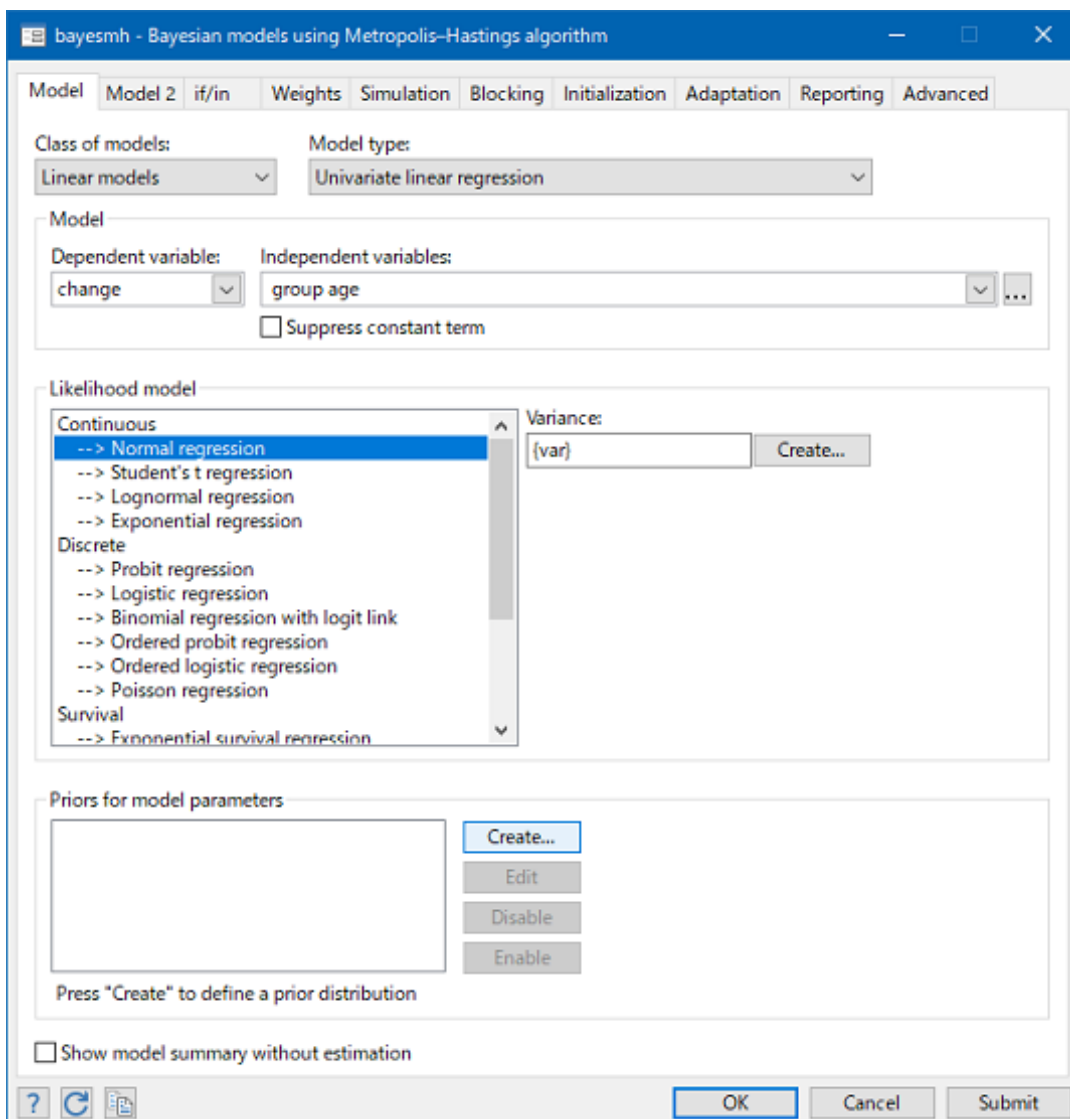 bayesmh - Bayesian models using Metropolis–Hastings algorithm
Model Model 2 if/in Weights Simulation Blocking Initialization Adaptation Reporting Advanced
Class of models: Model type:
Linear models Univariate linear regression
Model
Dependent variable: Independent variables:
change group age ...
Suppress constant term
Likelihood model
Continuous Variance:
--> Normal regression {var} Create...
--> Student's t regression
--> Lognormal regression
--> Exponential regression
Discrete
--> Probit regression
--> Logistic regression
--> Binomial regression with logit link
--> Ordered probit regression
--> Ordered logistic regression
--> Poisson regression
Survival
--> Exponential survival regression
Priors for model parameters
Create...
Edit
Disable
Enable
Press "Create" to define a prior distribution
Show model summary without estimation
? OK Cancel Submit